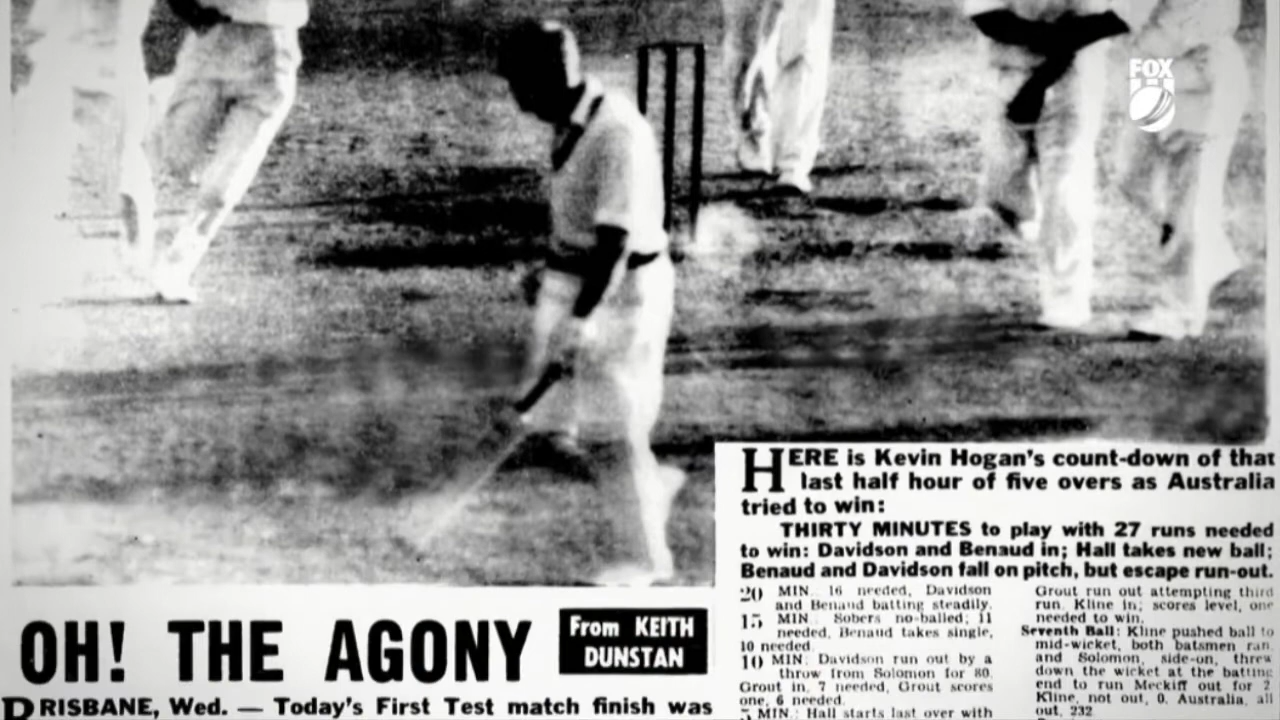 FOX
HERE is Kevin Hogan's count-down of that
last half hour of five overs as Australia
tried to win:
THIRTY MINUTES to play with 27 runs needed
to win: Davidson and Benaud in; Hall takes new ball;
Benaud and Davidson fall on pitch, but escape run-out.
20 MIN. 16 needed, Davidson
and Benaud batting steadily.
15 MIN. Sobers no-balled; 11
needed, Benaud takes single,
10 needed.
10 MIN: Davidson run out by a
throw from Solomon for 80.
Grout in, 7 needed, Grout scores
one, 6 needed.
5 MIN.: Hall starts last over with
Grout run out attempting third
run. Kline in; scores level, one
needed to win.
Seventh Ball: Kline pushed ball to
mid-wicket, both batsmen ran
and Solomon, side-on, threw
down the wicket at the batting
end to run Meckiff out for 2
Kline, not out, 0. Australia, all
out, 232
OH! THE AGONY
From KEITH
DUNSTAN
BRISBANE, Wed. — Today's First Test match finish was